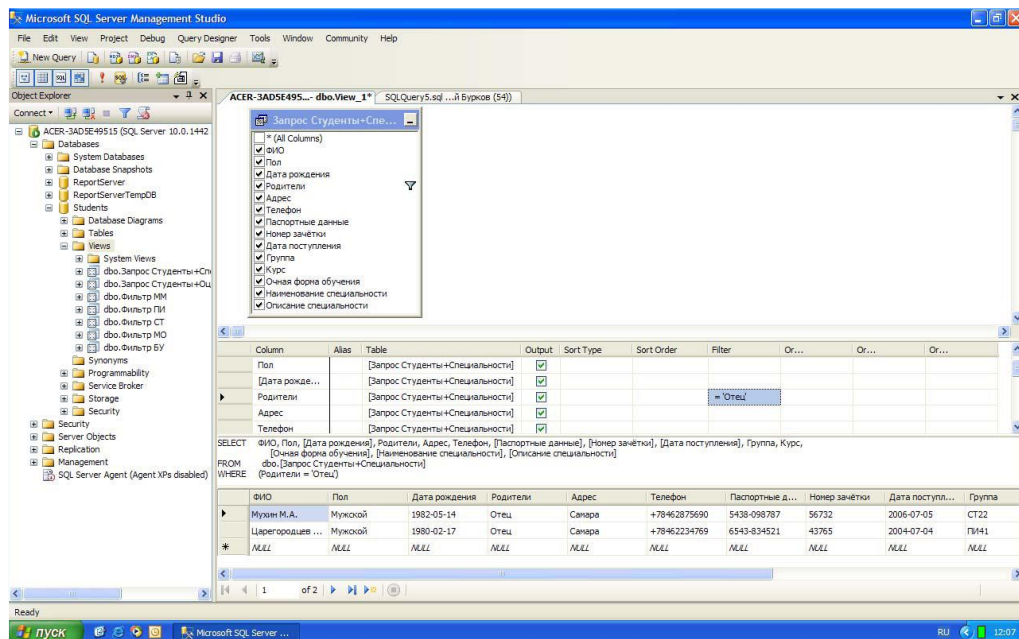 Microsoft SQL Server Management Studio
File Edit View Project Debug Query Designer Tools Window Community Help
New Query
Object Explorer
ACER-3AD5E495...- dbo.View_1* SQLQuery5.sql ...й Бурков (54))
Connect
ACER-3AD5E49515 (SQL Server 10.0.1442
Databases
System Databases
Database Snapshots
ReportServer
ReportServerTempDB
Students
Database Diagrams
Tables
Views
System Views
dbo.Запрос Студенты+Спе
dbo.Запрос Студенты+Оц
dbo.Фильтр ММ
dbo.Фильтр ПИ
dbo.Фильтр СТ
dbo.Фильтр МО
dbo.Фильтр БУ
Synonyms
Programmability
Service Broker
Storage
Security
Security
Server Objects
Replication
Management
SQL Server Agent (Agent XPs disabled)
Запрос Студенты+Спе...
* (All Columns)
ФИО
Пол
Дата рождения
Родители
Адрес
Телефон
Паспортные данные
Номер зачётки
Дата поступления
Группа
Курс
Очная форма обучения
Наименование специальности
Описание специальности
Column Alias Table Output Sort Type Sort Order Filter Or... Or... Or...
Пол [Запрос Студенты+Специальности]
[Дата рожде... [Запрос Студенты+Специальности]
Родители [Запрос Студенты+Специальности] = 'Отец'
Адрес [Запрос Студенты+Специальности]
Телефон [Запрос Студенты+Специальности]
SELECT ФИО, Пол, [Дата рождения], Родители, Адрес, Телефон, [Паспортные данные], [Номер зачётки], [Дата поступления], Группа, Курс,
[Очная форма обучения], [Наименование специальности], [Описание специальности]
FROM dbo.[Запрос Студенты+Специальности]
WHERE (Родители = 'Отец')
ФИО Пол Дата рождения Родители Адрес Телефон Паспортные д... Номер зачётки Дата поступл... Группа
Мухин М.А. Мужской 1982-05-14 Отец Самара +78462875690 5438-098787 56732 2006-07-05 СТ22
Царегородцев ... Мужской 1980-02-17 Отец Самара +78462234769 6543-834521 43765 2004-07-04 ПИ41
NULL NULL NULL NULL NULL NULL NULL NULL NULL NULL
1 of 2
Ready
пуск Microsoft SQL Server ... RU 12:07